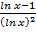 ln x−1
(ln x)²